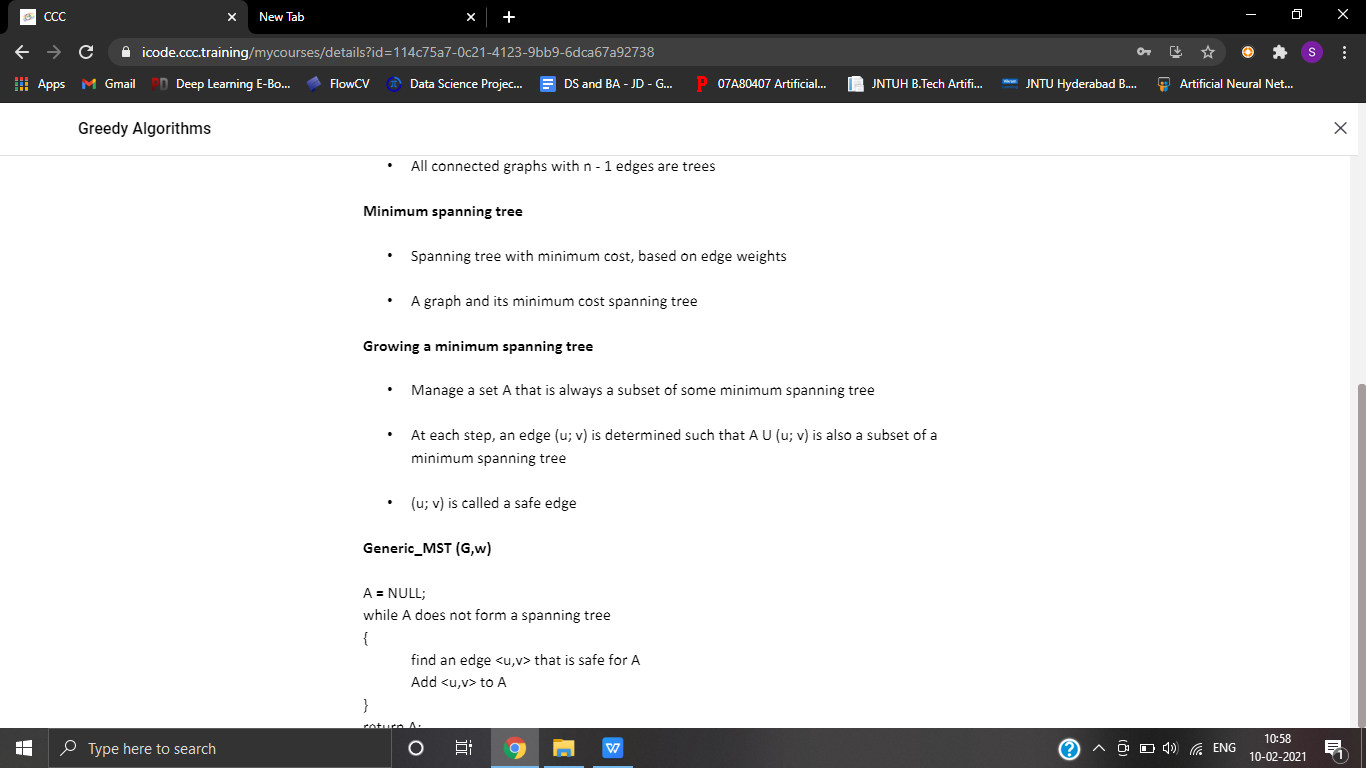 CCC
New Tab
icode.ccc.training/mycourses/details?id=114c75a7-0c21-4123-9bb9-6dca67a92738
S
Apps Gmail Deep Learning E-Bo... FlowCV Data Science Projec... DS and BA - JD - G... 07A80407 Artificial... JNTUH B.Tech Artifi... JNTU Hyderabad B.... Artificial Neural Net...
Greedy Algorithms
• All connected graphs with n - 1 edges are trees
Minimum spanning tree
• Spanning tree with minimum cost, based on edge weights
• A graph and its minimum cost spanning tree
Growing a minimum spanning tree
• Manage a set A that is always a subset of some minimum spanning tree
• At each step, an edge (u; v) is determined such that A U (u; v) is also a subset of a
minimum spanning tree
• (u; v) is called a safe edge
Generic_MST (G,w)
A = NULL;
while A does not form a spanning tree
{
find an edge <u,v> that is safe for A
Add <u,v> to A
}
return A;
Type here to search
ENG
10:58
10-02-2021
1